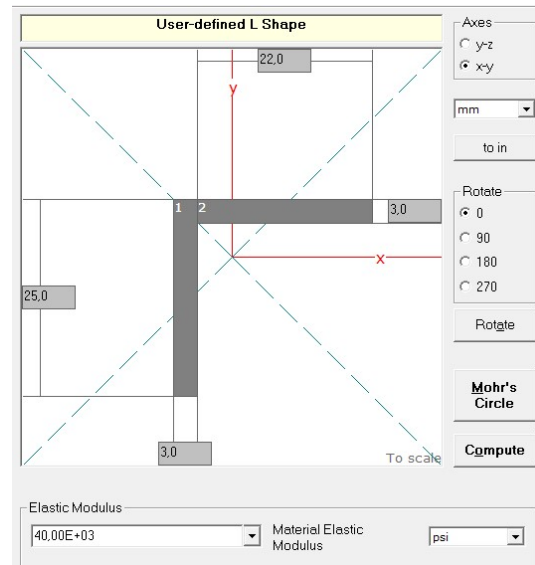 User-defined L Shape
22,0
y
1 2
3,0
x
25,0
3,0
To scale
Axes
y-z
x-y
mm
to in
Rotate
0
90
180
270
Rotate
Mohr's
Circle
Compute
Elastic Modulus
40,00E+03
Material Elastic
Modulus
psi